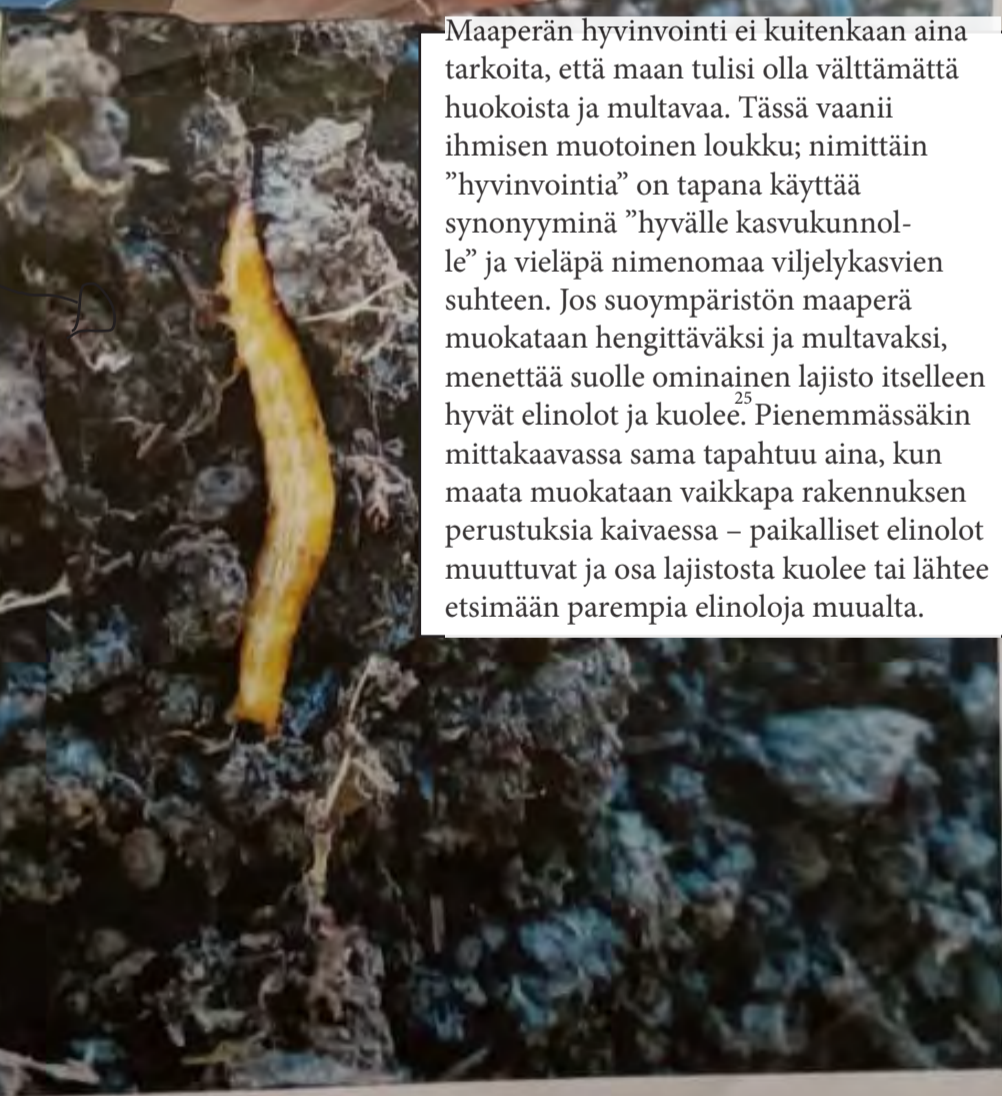 Maaperän hyvinvointi ei kuitenkaan aina
tarkoita, että maan tulisi olla välttämättä
huokoista ja multavaa. Tässä vaanii
ihmisen muotoinen loukku; nimittäin
”hyvinvointia” on tapana käyttää
synonyyminä ”hyvälle kasvukunnol-
le” ja vieläpä nimenomaa viljelykasvien
suhteen. Jos suoympäristön maaperä
muokataan hengittäväksi ja multavaksi,
menettää suolle ominainen lajisto itselleen
hyvät elinolot ja kuolee.²⁵ Pienemmässäkin
mittakaavassa sama tapahtuu aina, kun
maata muokataan vaikkapa rakennuksen
perustuksia kaivaessa – paikalliset elinolot
muuttuvat ja osa lajistosta kuolee tai lähtee
etsimään parempia elinoloja muualta.